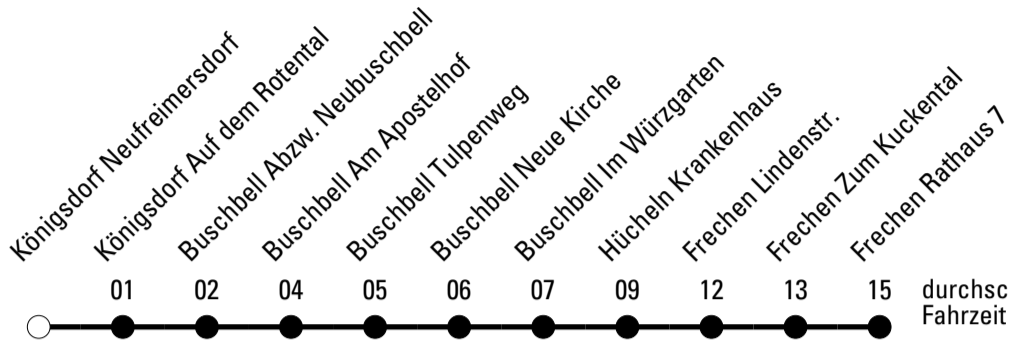 Königsdorf Neufreimersdorf
Königsdorf Auf dem Rotental
Buschbell Abzw. Neubuschbell
Buschbell Am Apostelhof
Buschbell Tulpenweg
Buschbell Neue Kirche
Buschbell Im Würzgarten
Hücheln Krankenhaus
Frechen Lindenstr.
Frechen Zum Kuckental
Frechen Rathaus 7
01 02 04 05 06 07 09 12 13 15 durchsc
Fahrzeit